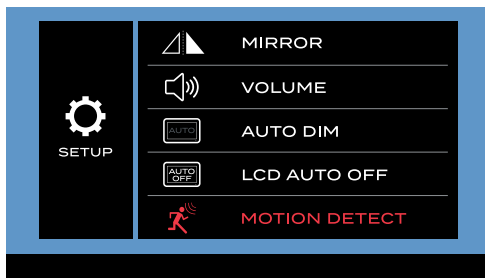 MIRROR
VOLUME
AUTO
AUTO DIM
SETUP
AUTO
OFF
LCD AUTO OFF
MOTION DETECT